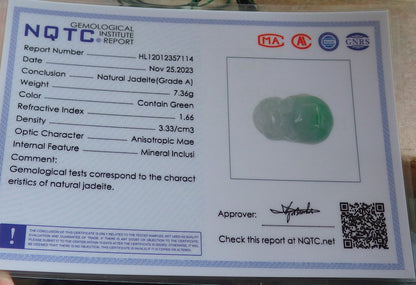 NQTC GEMOLOGICAL
INSTITUTE
® REPORT
MA
GNRS
Report Number HL12012357114
Date Nov 25,2023
Conclusion Natural Jadeite(Grade A)
Weight 7.36g
Color Contain Green
Refractive Index 1.66
Density 3.33/cm3
Optic Character Anisotropic Mae
Internal Feature Mineral Inclusi
Comment:
Gemological tests correspond to the charact
eristics of natural jadeite.
Approver:
Check this report at NQTC.net